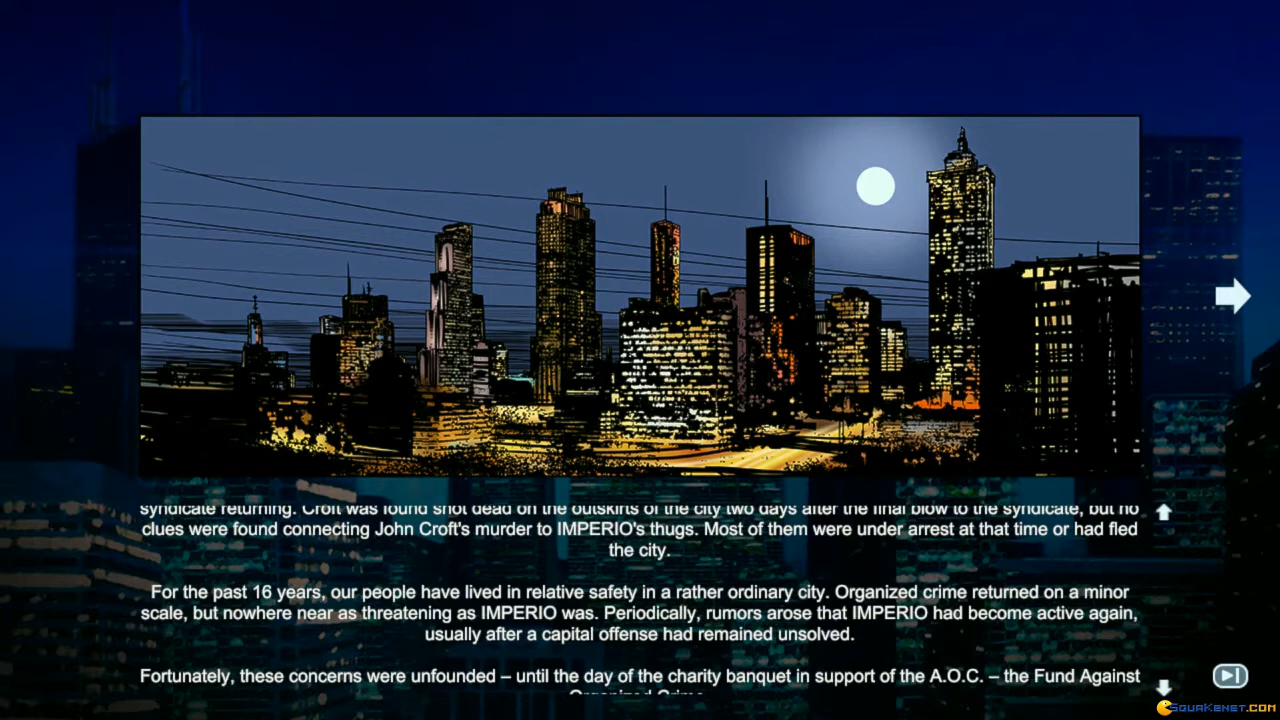 syndicate returning. Croft was found shot dead on the outskirts of the city two days after the final blow to the syndicate, but no
clues were found connecting John Croft's murder to IMPERIO's thugs. Most of them were under arrest at that time or had fled
the city.
For the past 16 years, our people have lived in relative safety in a rather ordinary city. Organized crime returned on a minor
scale, but nowhere near as threatening as IMPERIO was. Periodically, rumors arose that IMPERIO had become active again,
usually after a capital offense had remained unsolved.
Fortunately, these concerns were unfounded – until the day of the charity banquet in support of the A.O.C. – the Fund Against
Organized Crime.
SQUAKENET.COM